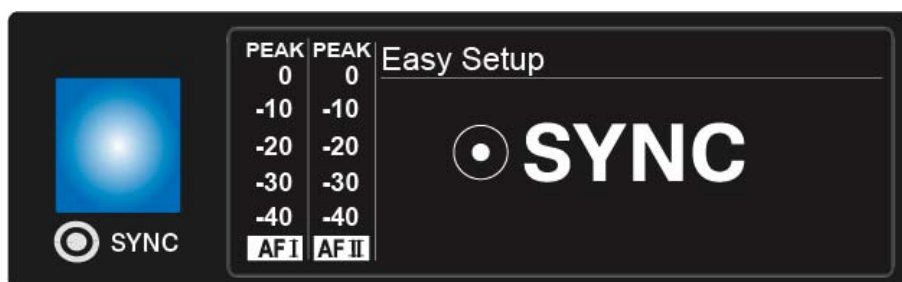 PEAK PEAK Easy Setup
0 0
-10 -10
-20 -20
-30 -30
-40 -40
AF I AF II
SYNC
SYNC